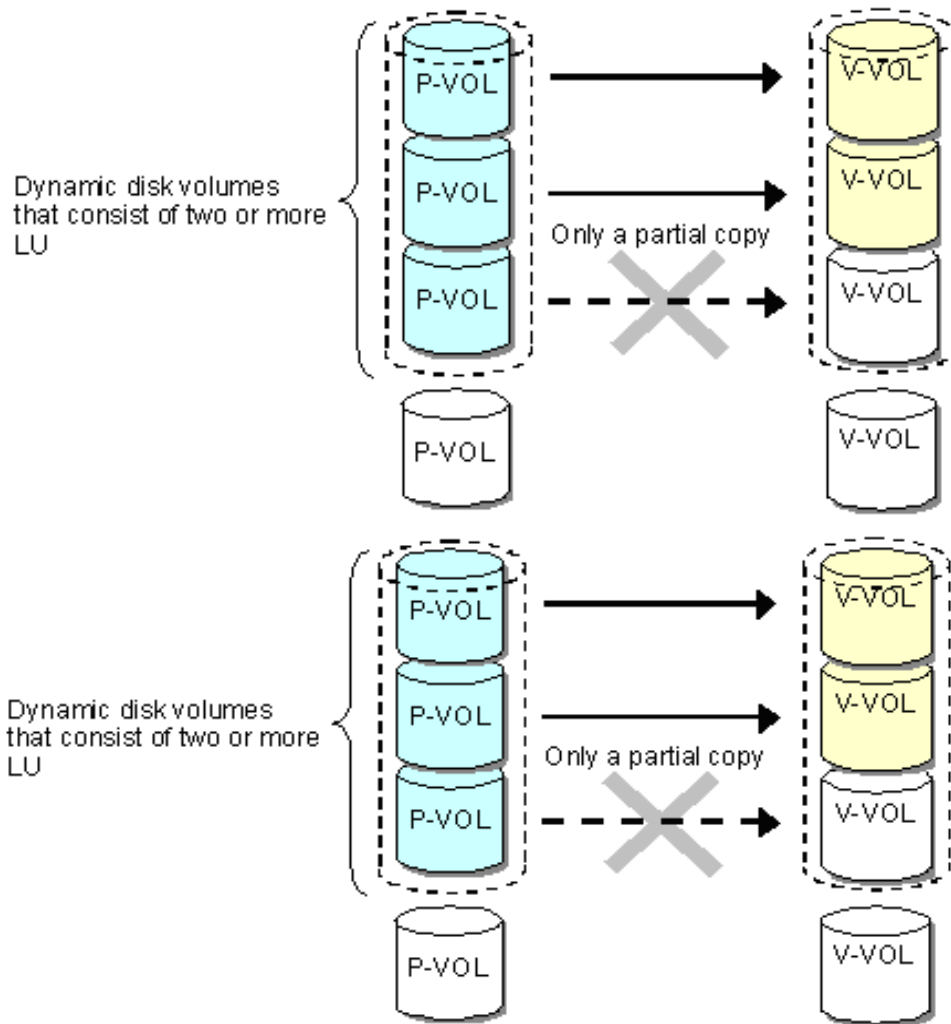 P-VOL
V-VOL
P-VOL
V-VOL
Dynamic disk volumes
that consist of two or more
LU
Only a partial copy
P-VOL
V-VOL
P-VOL
V-VOL
P-VOL
V-VOL
P-VOL
V-VOL
Dynamic disk volumes
that consist of two or more
LU
Only a partial copy
P-VOL
V-VOL
P-VOL
V-VOL